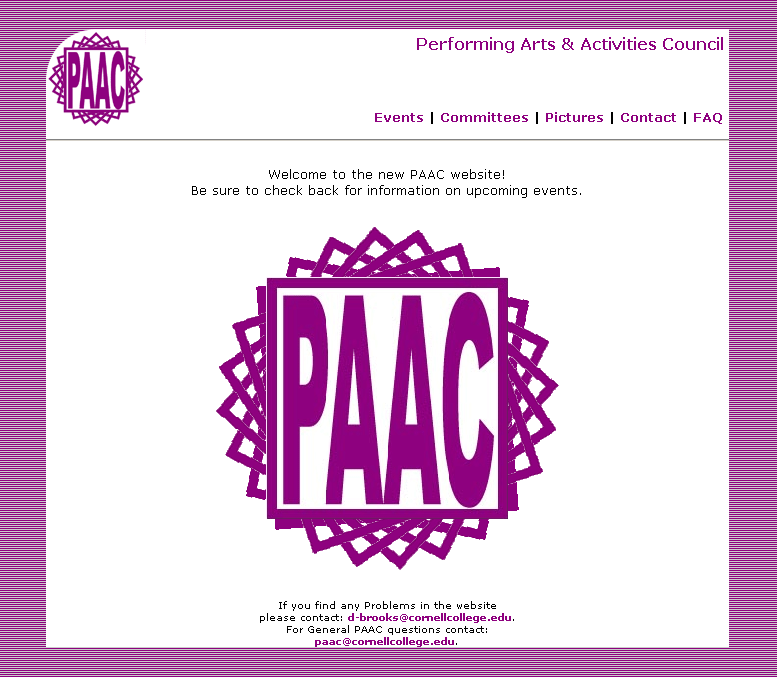 PAAC
Performing Arts & Activities Council
Events | Committees | Pictures | Contact | FAQ
Welcome to the new PAAC website!
Be sure to check back for information on upcoming events.
PAAC
If you find any Problems in the website
please contact: d-brooks@cornellcollege.edu.
For General PAAC questions contact:
paac@cornellcollege.edu.